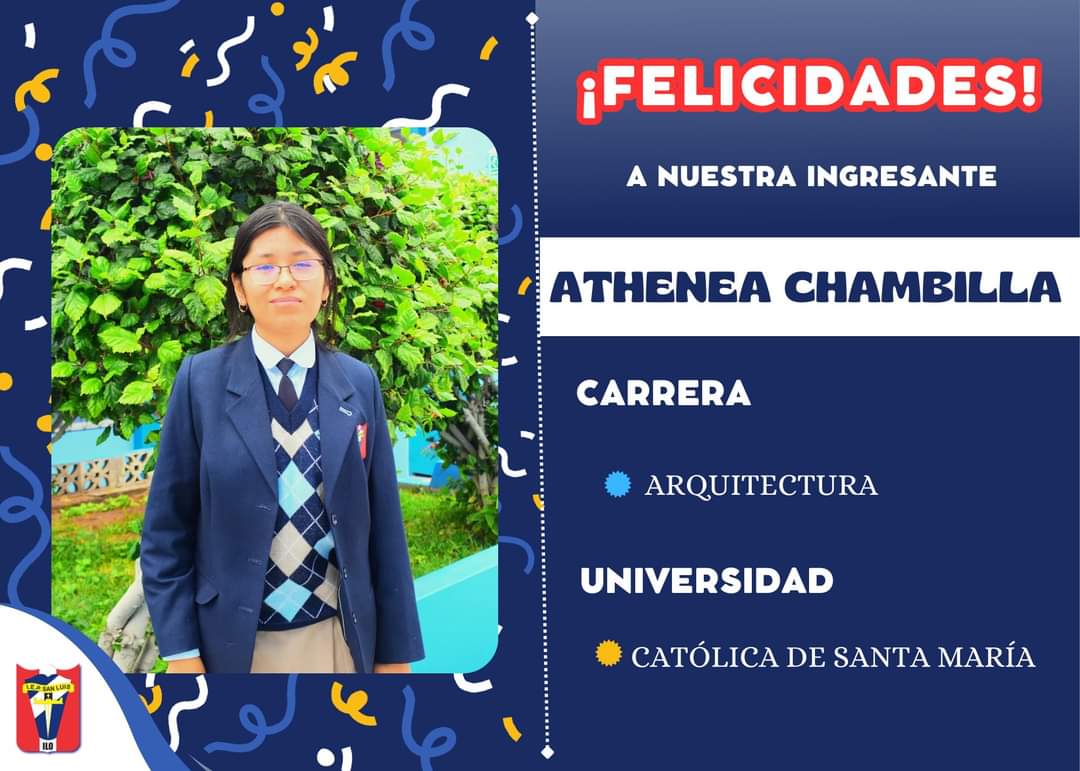 ¡FELICIDADES!
A NUESTRA INGRESANTE
ATHENEA CHAMBILLA
CARRERA
ARQUITECTURA
UNIVERSIDAD
CATÓLICA DE SANTA MARÍA
SAN LUIS
ILO